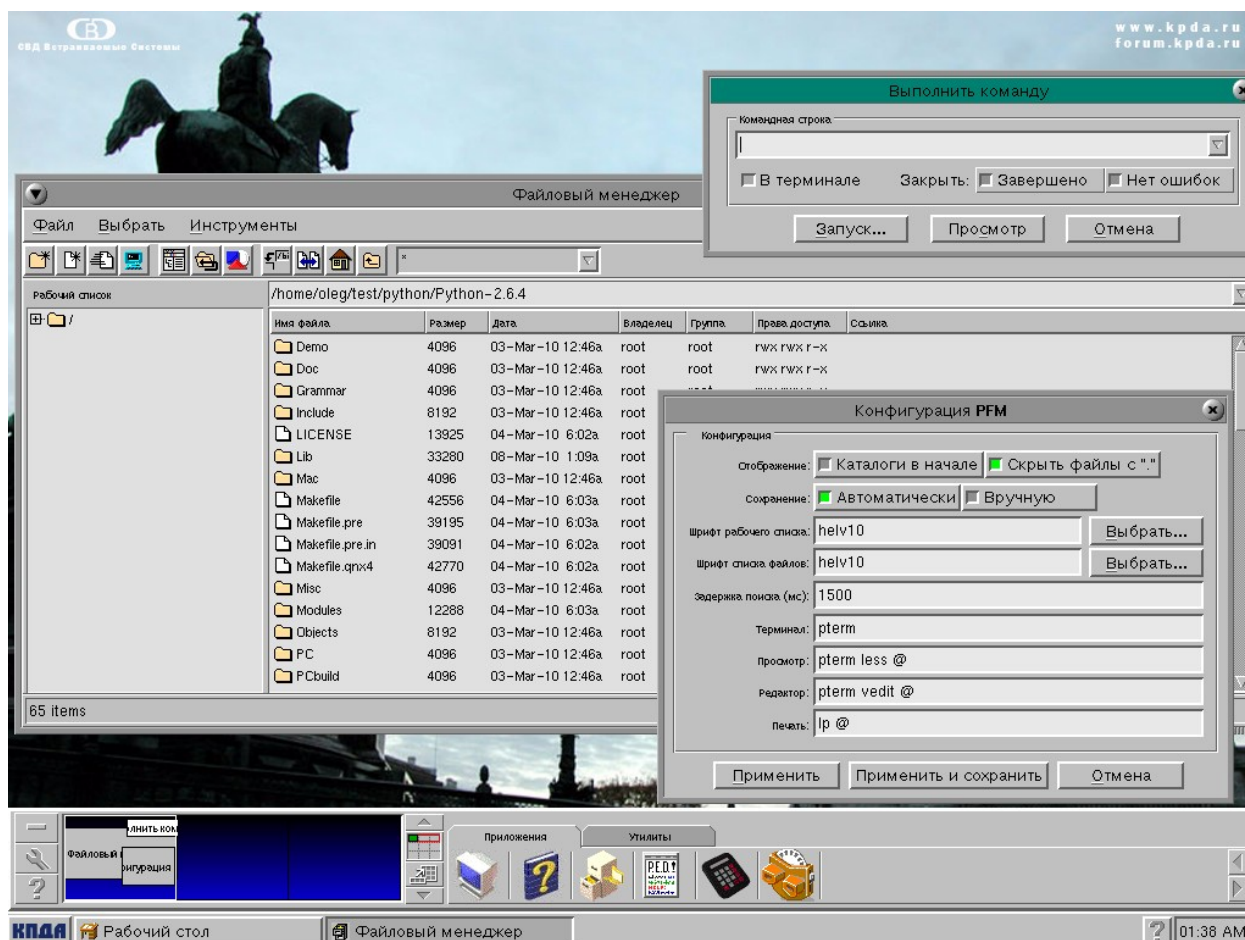 СВД Встраиваемые Системы
www.kpda.ru
forum.kpda.ru
Выполнить команду
Командная строка
В терминале Закрыть: Завершено Нет ошибок
Запуск... Просмотр Отмена
Файловый менеджер
Файл Выбрать Инструменты
*
Рабочий список
/home/oleg/test/python/Python-2.6.4
/
Имя файла Размер Дата Владелец Группа Права доступа Ссылка
Demo 4096 03-Mar-10 12:46a root root rwx rwx r-x
Doc 4096 03-Mar-10 12:46a root root rwx rwx r-x
Grammar 4096 03-Mar-10 12:46a root
Include 8192 03-Mar-10 12:46a root
LICENSE 13925 04-Mar-10 6:02a root
Lib 33280 08-Mar-10 1:09a root
Mac 4096 03-Mar-10 12:46a root
Makefile 42556 04-Mar-10 6:03a root
Makefile.pre 39195 04-Mar-10 6:03a root
Makefile.pre.in 39091 04-Mar-10 6:02a root
Makefile.qnx4 42770 04-Mar-10 6:02a root
Misc 4096 03-Mar-10 12:46a root
Modules 12288 04-Mar-10 6:03a root
Objects 8192 03-Mar-10 12:46a root
PC 4096 03-Mar-10 12:46a root
PCbuild 4096 03-Mar-10 12:46a root
65 items
Конфигурация PFM
Конфигурация
Отображение: Каталоги в начале Скрыть файлы с "."
Сохранение: Автоматически Вручную
Шрифт рабочего списка: helv10 Выбрать...
Шрифт списка файлов: helv10 Выбрать...
Задержка поиска (мс): 1500
Терминал: pterm
Просмотр: pterm less @
Редактор: pterm vedit @
Печать: lp @
Применить Применить и сохранить Отмена
лнить ком
Файловый
игурация
Приложения Утилиты
P.E.D.!
КПДА Рабочий стол Файловый менеджер ? 01:38 AM